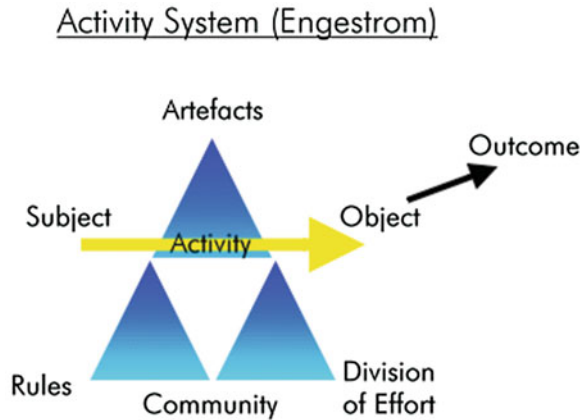 Activity System (Engestrom)
Artefacts
Outcome
Subject
Object
Activity
Rules
Community
Division
of Effort